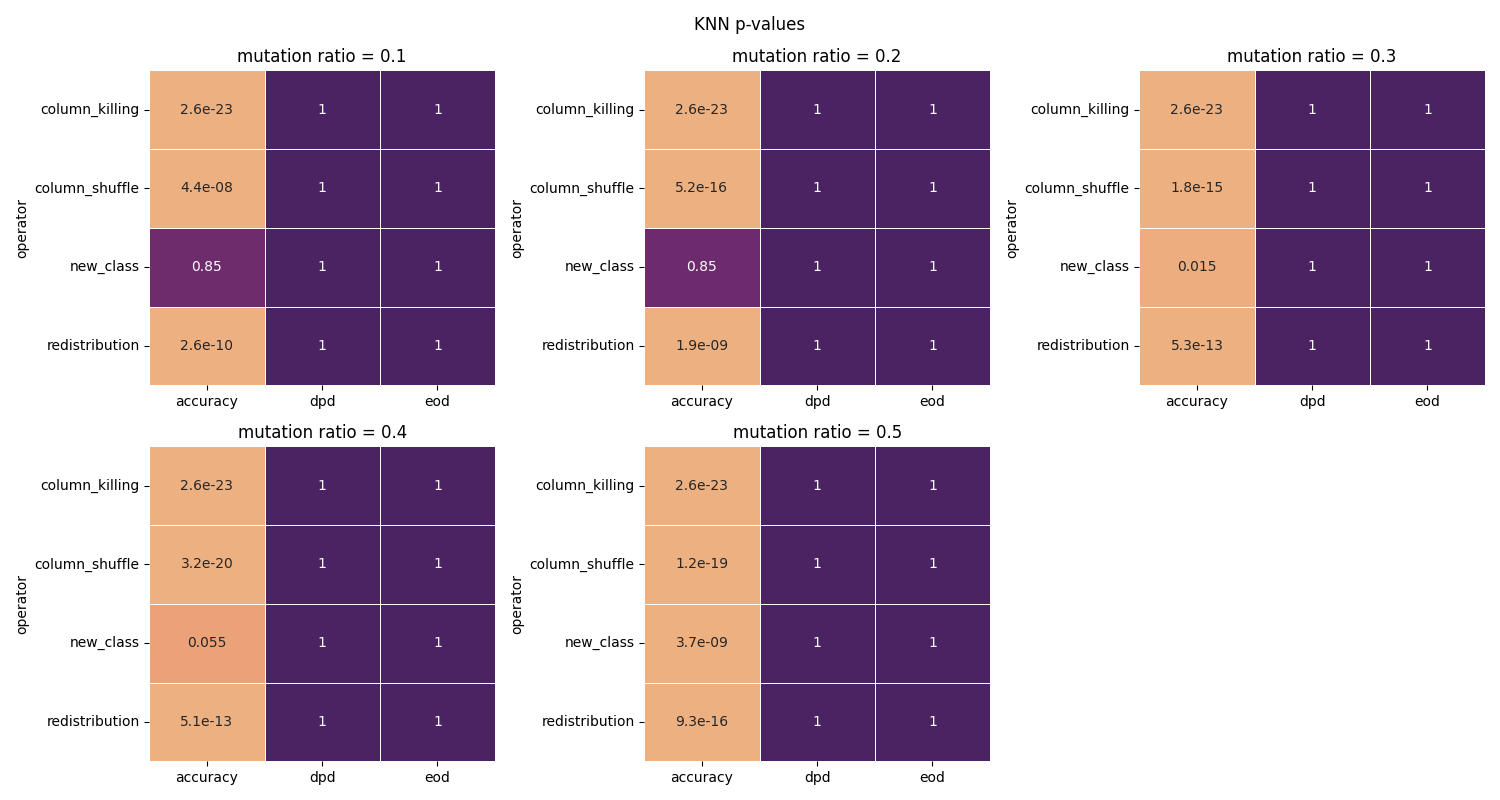 KNN p-values
mutation ratio = 0.1
operator
column_killing 2.6e-23 1 1
column_shuffle 4.4e-08 1 1
new_class 0.85 1 1
redistribution 2.6e-10 1 1
accuracy dpd eod
mutation ratio = 0.2
operator
column_killing 2.6e-23 1 1
column_shuffle 5.2e-16 1 1
new_class 0.85 1 1
redistribution 1.9e-09 1 1
accuracy dpd eod
mutation ratio = 0.3
operator
column_killing 2.6e-23 1 1
column_shuffle 1.8e-15 1 1
new_class 0.015 1 1
redistribution 5.3e-13 1 1
accuracy dpd eod
mutation ratio = 0.4
operator
column_killing 2.6e-23 1 1
column_shuffle 3.2e-20 1 1
new_class 0.055 1 1
redistribution 5.1e-13 1 1
accuracy dpd eod
mutation ratio = 0.5
operator
column_killing 2.6e-23 1 1
column_shuffle 1.2e-19 1 1
new_class 3.7e-09 1 1
redistribution 9.3e-16 1 1
accuracy dpd eod